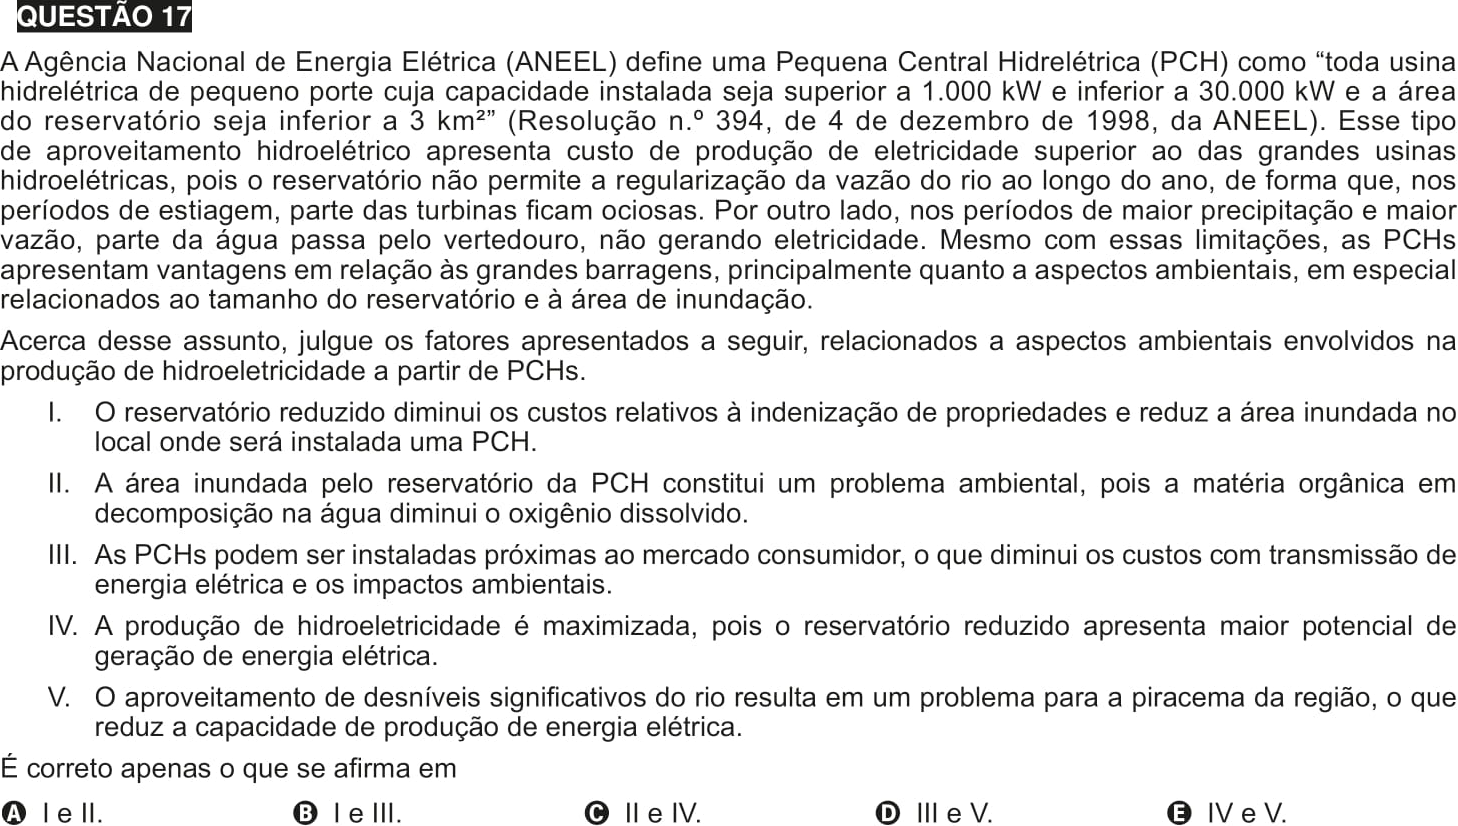 QUESTÃO 17
A Agência Nacional de Energia Elétrica (ANEEL) define uma Pequena Central Hidrelétrica (PCH) como “toda usina
hidrelétrica de pequeno porte cuja capacidade instalada seja superior a 1.000 kW e inferior a 30.000 kW e a área
do reservatório seja inferior a 3 km²” (Resolução n.º 394, de 4 de dezembro de 1998, da ANEEL). Esse tipo
de aproveitamento hidroelétrico apresenta custo de produção de eletricidade superior ao das grandes usinas
hidroelétricas, pois o reservatório não permite a regularização da vazão do rio ao longo do ano, de forma que, nos
períodos de estiagem, parte das turbinas ficam ociosas. Por outro lado, nos períodos de maior precipitação e maior
vazão, parte da água passa pelo vertedouro, não gerando eletricidade. Mesmo com essas limitações, as PCHs
apresentam vantagens em relação às grandes barragens, principalmente quanto a aspectos ambientais, em especial
relacionados ao tamanho do reservatório e à área de inundação.
Acerca desse assunto, julgue os fatores apresentados a seguir, relacionados a aspectos ambientais envolvidos na
produção de hidroeletricidade a partir de PCHs.
I. O reservatório reduzido diminui os custos relativos à indenização de propriedades e reduz a área inundada no
local onde será instalada uma PCH.
II. A área inundada pelo reservatório da PCH constitui um problema ambiental, pois a matéria orgânica em
decomposição na água diminui o oxigênio dissolvido.
III. As PCHs podem ser instaladas próximas ao mercado consumidor, o que diminui os custos com transmissão de
energia elétrica e os impactos ambientais.
IV. A produção de hidroeletricidade é maximizada, pois o reservatório reduzido apresenta maior potencial de
geração de energia elétrica.
V. O aproveitamento de desníveis significativos do rio resulta em um problema para a piracema da região, o que
reduz a capacidade de produção de energia elétrica.
É correto apenas o que se afirma em
A I e II. B I e III. C II e IV. D III e V. E IV e V.